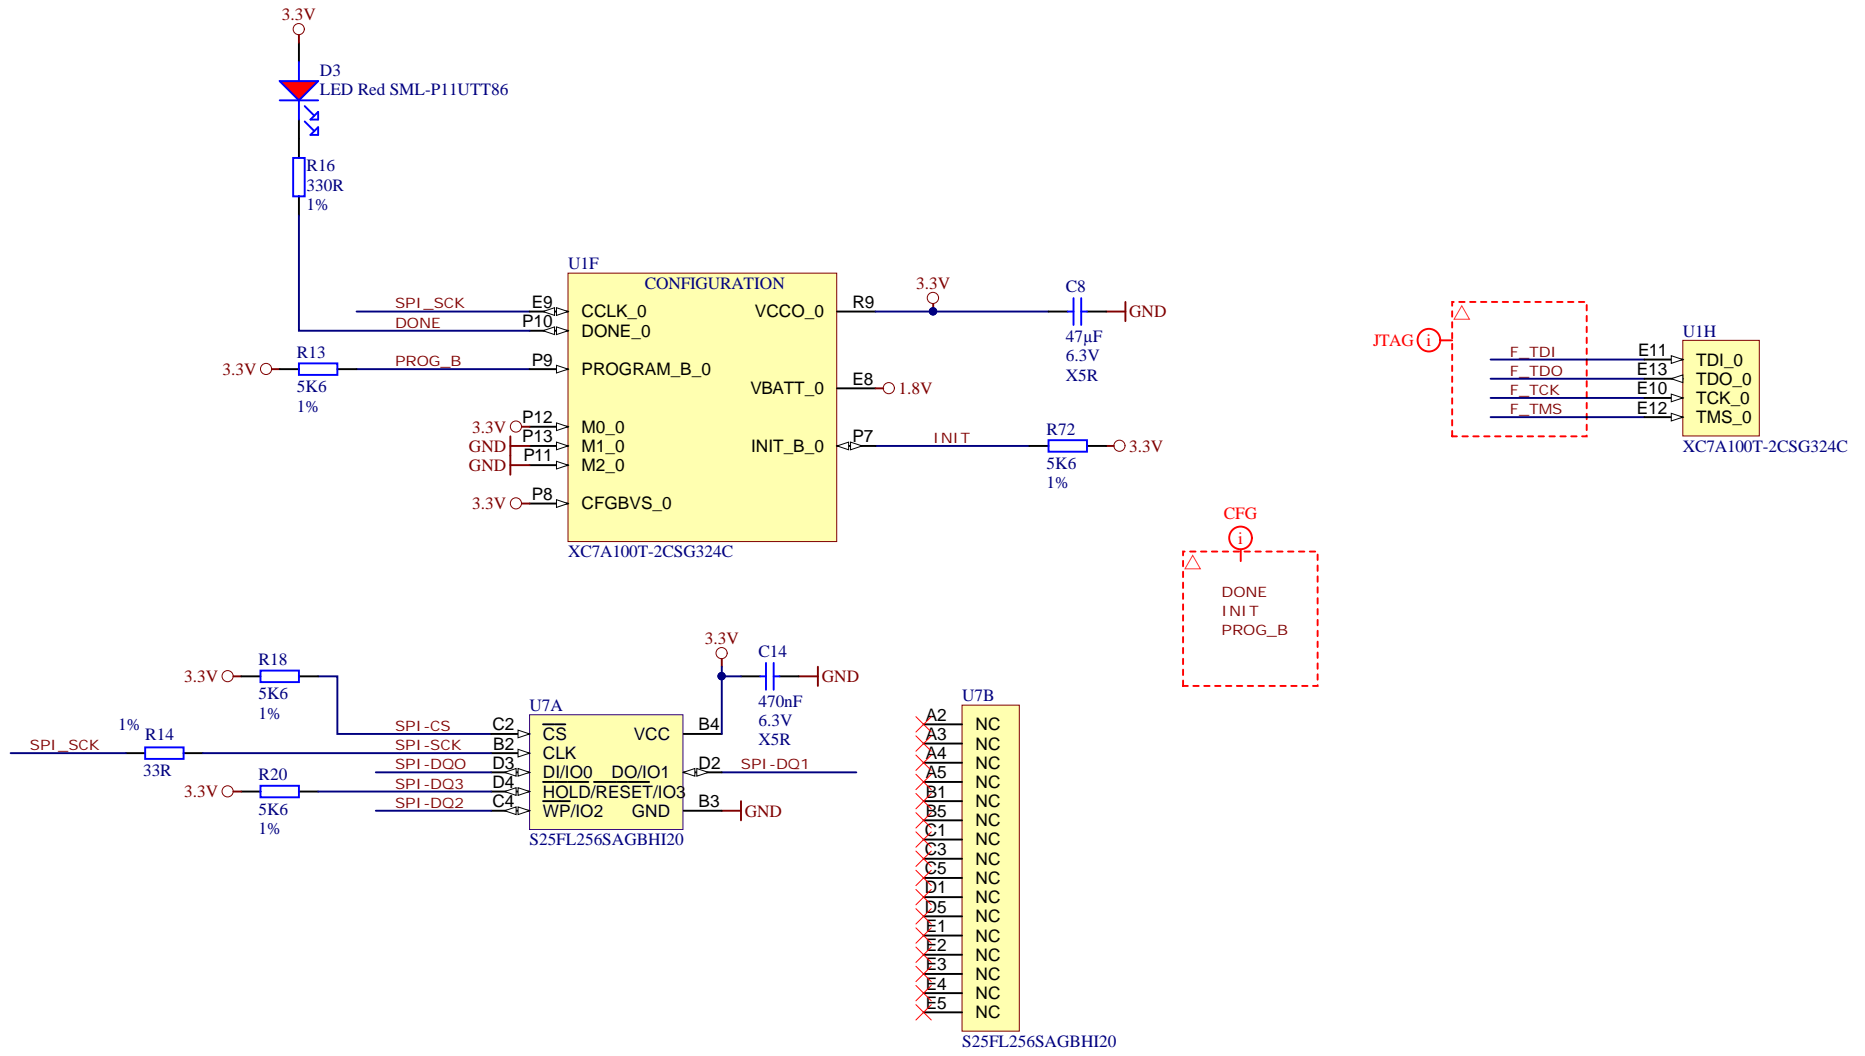 3.3V
D3
LED Red SML-P11UTT86
R16
330R
1%
U1F
CONFIGURATION
SPI_SCK
E9
CCLK_0
DONE
P10
DONE_0
R13
3.3V
5K6
1%
PROG_B
P9
PROGRAM_B_0
3.3V
P12
M0_0
GND
P13
M1_0
GND
P11
M2_0
3.3V
P8
CFGBVS_0
VCCO_0
R9
3.3V
C8
GND
47µF
6.3V
X5R
VBATT_0
E8
1.8V
INIT_B_0
P7
INIT
R72
3.3V
5K6
1%
XC7A100T-2CSG324C
JTAG
i
U1H
F_TDI
E11
TDI_0
F_TDO
E13
TDO_0
F_TCK
E10
TCK_0
F_TMS
E12
TMS_0
XC7A100T-2CSG324C
CFG
i
DONE
INIT
PROG_B
R18
3.3V
5K6
1%
1%
R14
SPI_SCK
33R
R20
3.3V
5K6
1%
3.3V
C14
GND
470nF
6.3V
X5R
U7A
SPI-CS
C2
CS
VCC
B4
SPI-SCK
B2
CLK
SPI-DQ0
D3
DI/IO0
DO/IO1
D2
SPI-DQ1
SPI-DQ3
D4
HOLD/RESET/IO3
SPI-DQ2
C4
WP/IO2
GND
B3
GND
S25FL256SAGBHI20
U7B
A2 NC
A3 NC
A4 NC
A5 NC
B1 NC
B5 NC
C1 NC
C3 NC
C5 NC
D1 NC
D5 NC
E1 NC
E2 NC
E3 NC
E4 NC
E5 NC
S25FL256SAGBHI20